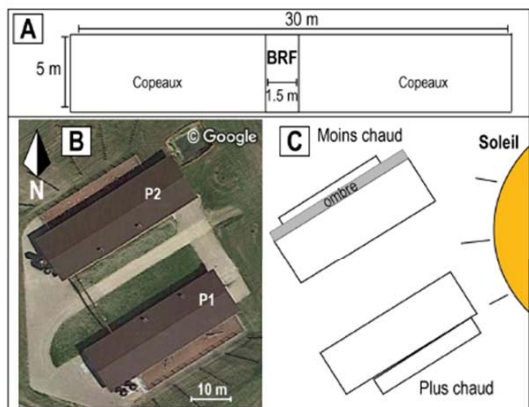 A
30 m
5 m
BRF
Copeaux
1.5 m
Copeaux
B
© Google
N
P2
P1
10 m
C
Moins chaud
Soleil
ombre
Plus chaud